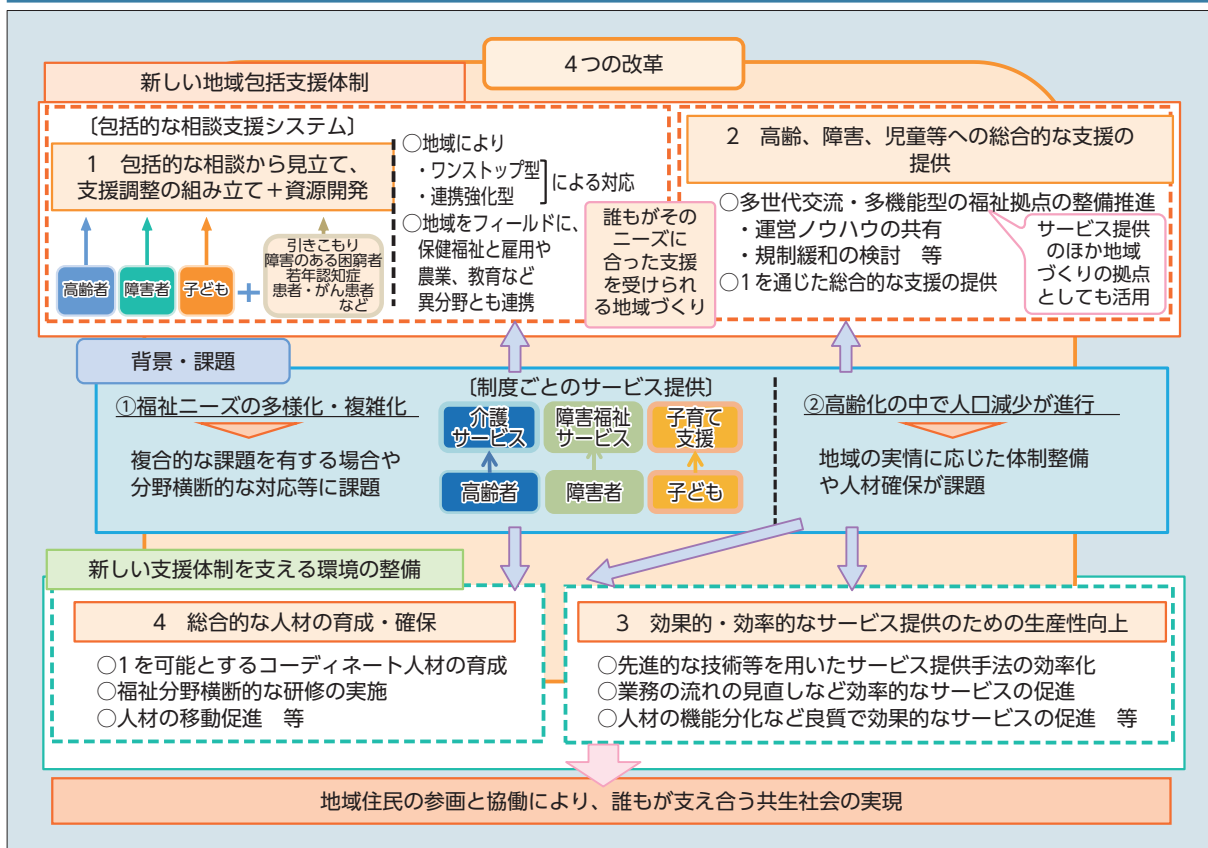 4つの改革
新しい地域包括支援体制
〔包括的な相談支援システム〕
1 包括的な相談から見立て、
支援調整の組み立て+資源開発
高齢者
障害者
子ども
+
引きこもり
障害のある困窮者
若年認知症
患者・がん患者
など
○地域により
・ワンストップ型
・連携強化型
による対応
○地域をフィールドに、
保健福祉と雇用や
農業、教育など
異分野とも連携
誰もがその
ニーズに
合った支援
を受けられ
る地域づくり
2 高齢、障害、児童等への総合的な支援の
提供
○多世代交流・多機能型の福祉拠点の整備推進
・運営ノウハウの共有
・規制緩和の検討 等
○1を通じた総合的な支援の提供
サービス提供
のほか地域
づくりの拠点
としても活用
背景・課題
①福祉ニーズの多様化・複雑化
複合的な課題を有する場合や
分野横断的な対応等に課題
〔制度ごとのサービス提供〕
介護
サービス
障害福祉
サービス
子育て
支援
高齢者
障害者
子ども
②高齢化の中で人口減少が進行
地域の実情に応じた体制整備
や人材確保が課題
新しい支援体制を支える環境の整備
4 総合的な人材の育成・確保
○1を可能とするコーディネート人材の育成
○福祉分野横断的な研修の実施
○人材の移動促進 等
3 効果的・効率的なサービス提供のための生産性向上
○先進的な技術等を用いたサービス提供手法の効率化
○業務の流れの見直しなど効率的なサービスの促進
○人材の機能分化など良質で効果的なサービスの促進 等
地域住民の参画と協働により、誰もが支え合う共生社会の実現